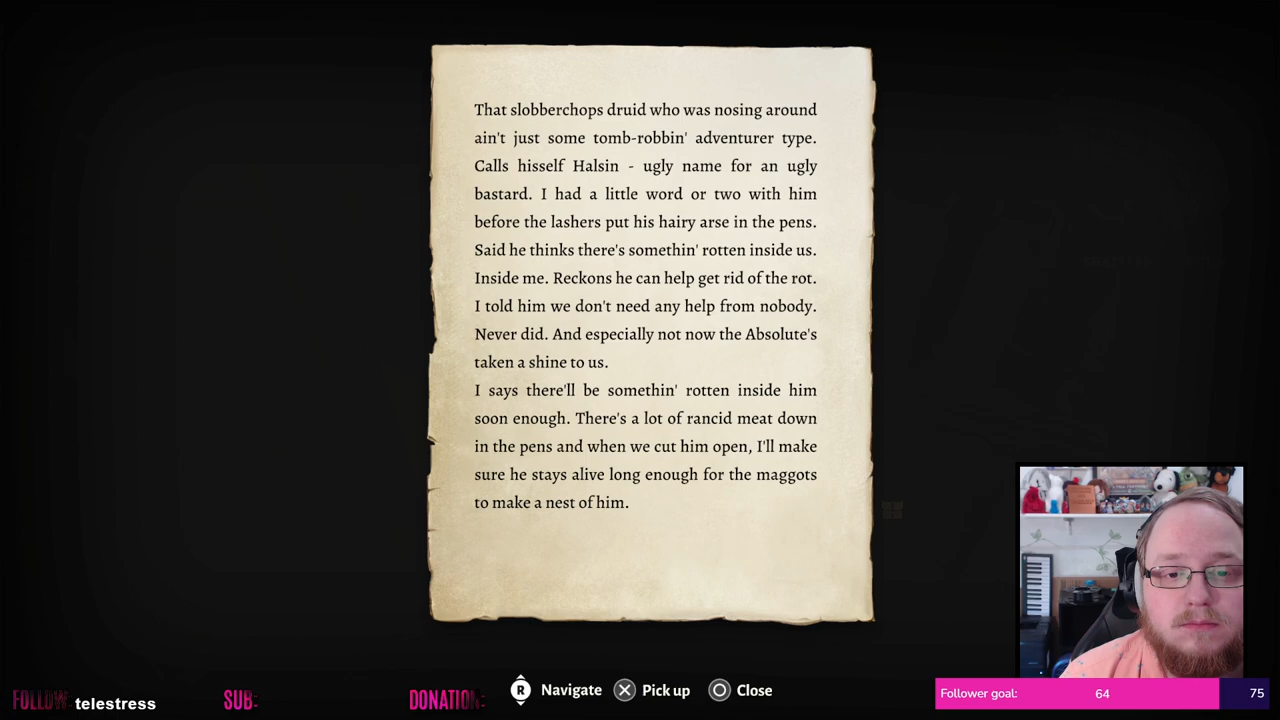 That slobberchops druid who was nosing around
ain't just some tomb-robbin' adventurer type.
Calls hisself Halsin - ugly name for an ugly
bastard. I had a little word or two with him
before the lashers put his hairy arse in the pens.
Said he thinks there's somethin' rotten inside us.
Inside me. Reckons he can help get rid of the rot.
I told him we don't need any help from nobody.
Never did. And especially not now the Absolute's
taken a shine to us.
I says there'll be somethin' rotten inside him
soon enough. There's a lot of rancid meat down
in the pens and when we cut him open, I'll make
sure he stays alive long enough for the maggots
to make a nest of him.
R Navigate Pick up Close
FOLLOW: telestress SUB: DONATION:
Follower goal: 64 75